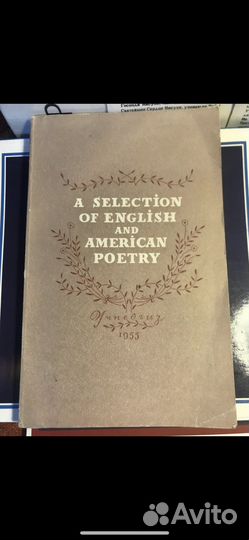 A SELECTION
OF ENGLISH
AND
AMERICAN
POETRY
Учпедгиз
1955
Avito